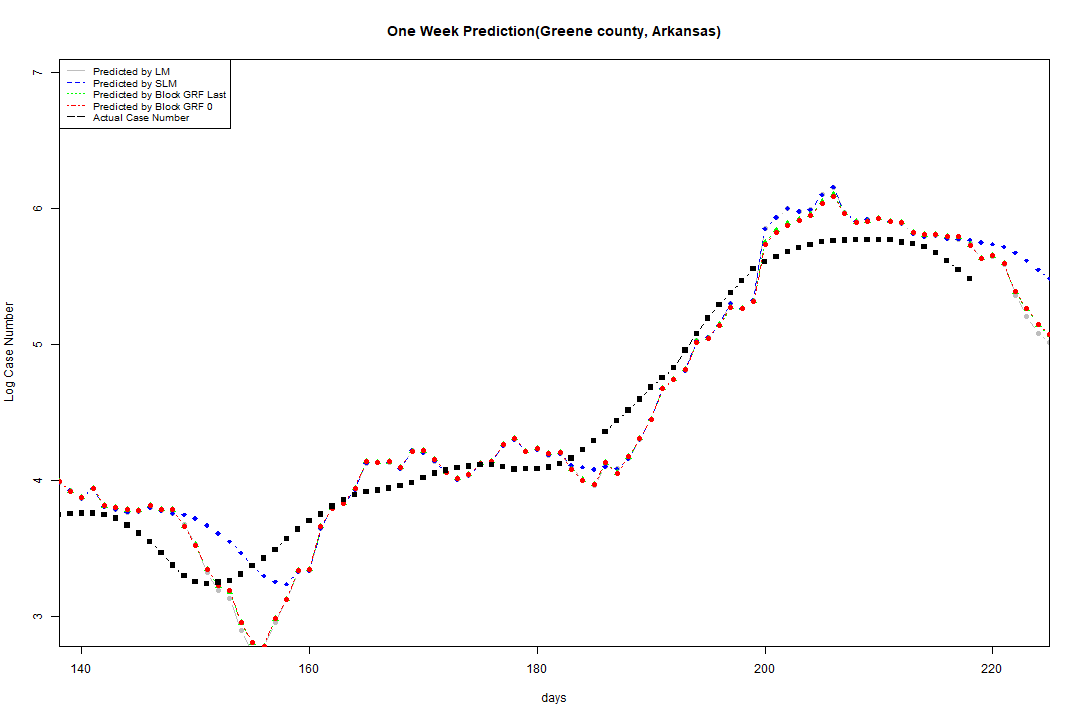 One Week Prediction(Greene county, Arkansas)
Predicted by LM
Predicted by SLM
Predicted by Block GRF Last
Predicted by Block GRF 0
Actual Case Number
7
6
5
4
3
Log Case Number
140 160 180 200 220
days